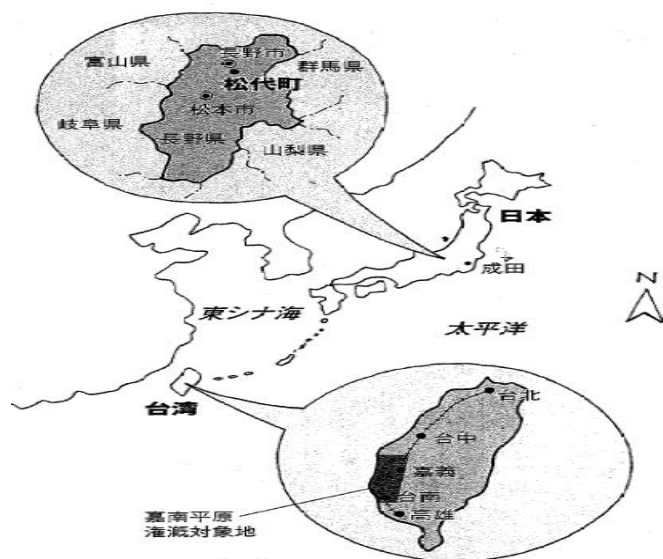 長野市
富山県
群馬県
松代町
松本市
岐阜県
長野県
山梨県
日本
成田
N
東シナ海
太平洋
台湾
台北
台中
嘉義
台南
嘉南平原
灌漑対象地
高雄